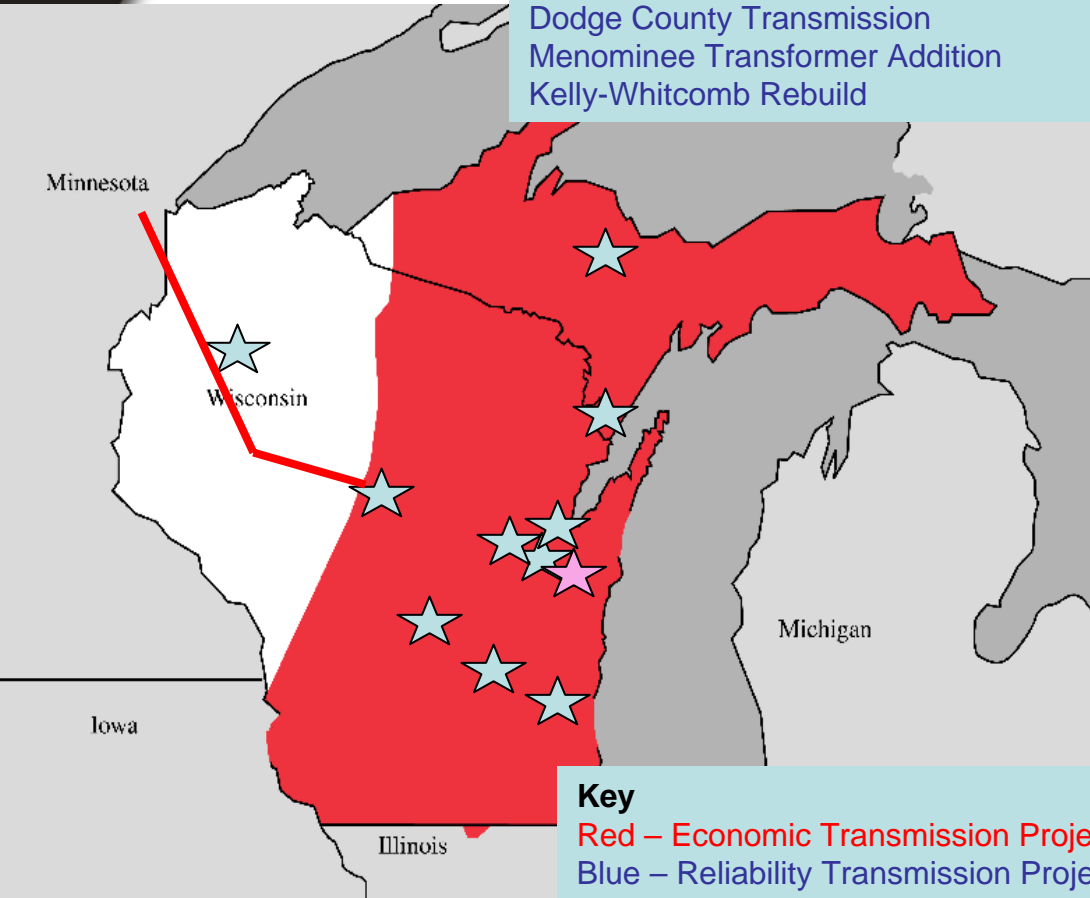 Dodge County Transmission
Menominee Transformer Addition
Kelly-Whitcomb Rebuild
Minnesota
Wisconsin
Michigan
Iowa
Illinois
Key
Red – Economic Transmission Proje
Blue – Reliability Transmission Proje